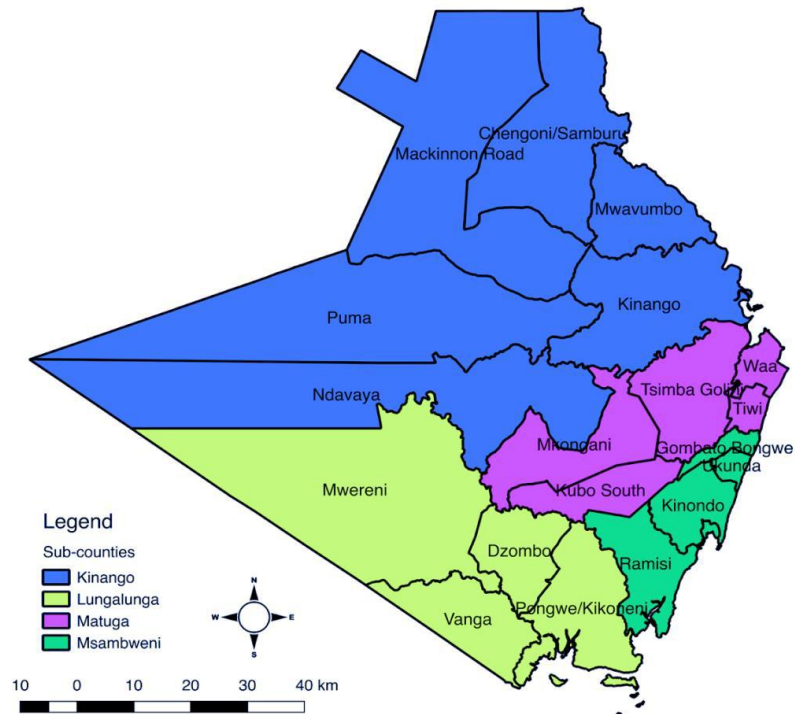 Chengoni/Samburu
Mackinnon Road
Mwavumbo
Kinango
Puma
Waa
Tsimba Golini
Ndavaya
Tiwi
Mkongani
Gombato Bongwe
Ukunda
Mwereni
Kubo South
Kinondo
Legend
Dzombo
Sub-counties
Ramisi
Kinango
Lungalunga
Matuga
Msambweni
N
W E
S
Vanga
Pongwe/Kikoneni
10 0 10 20 30 40 km